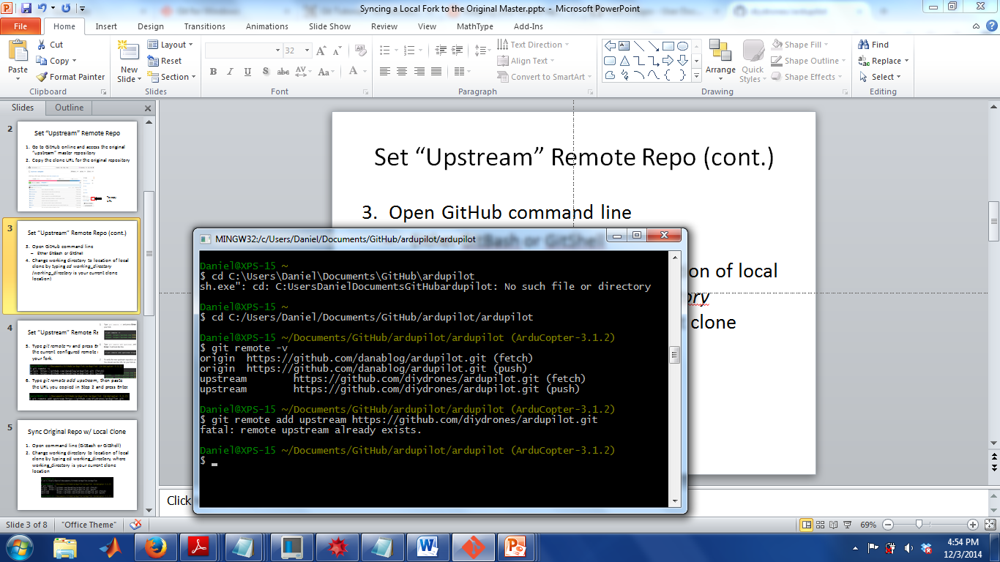 Syncing a Local Fork to the Original Master.pptx - Microsoft PowerPoint
File Home Insert Design Transitions Animations Slide Show Review View MathType Add-Ins
Paste
Cut
Copy
Format Painter
Clipboard
New Slide
Layout
Reset
Section
Slides
32
B I U S abc AV Aa A
Font
Text Direction
Align Text
Convert to SmartArt
Paragraph
Arrange
Quick Styles
Shape Fill
Shape Outline
Shape Effects
Drawing
Find
Replace
Select
Editing
Slides Outline
2
Set “Upstream” Remote Repo
1. Go to GitHub online and access the original
“upstream” master repository
2. Copy the clone URL for the original repository
To copy
URL
3
Set “Upstream” Remote Repo (cont.)
3. Open GitHub command line
– Either GitBash or GitShell
4. Change working directory to location of local
clone by typing cd working_directory
(working_directory is your current clone
location)
4
Set “Upstream” Remote R
5. Type git remote –v and press En
the current configured remote
your fork.
6. Type git remote add upstream, then paste
the URL you copied in Step 2 and press Enter.
5
Sync Original Repo w/ Local Clone
1. Open command line (GitBash or GitShell)
2. Change working directory to location of local
clone by typing cd working_directory, where
working_directory is your current clone
location
Set “Upstream” Remote Repo (cont.)
3. Open GitHub command line
GitBash or GitShell
on of local
ory
clone
MINGW32:/c/Users/Daniel/Documents/GitHub/ardupilot/ardupilot
Daniel@XPS-15 ~
$ cd C:\Users\Daniel\Documents\GitHub\ardupilot
sh.exe": cd: C:UsersDanielDocumentsGitHubardupilot: No such file or directory
Daniel@XPS-15 ~
$ cd C:/Users/Daniel/Documents/GitHub/ardupilot/ardupilot
Daniel@XPS-15 ~/Documents/GitHub/ardupilot/ardupilot (ArduCopter-3.1.2)
$ git remote -v
origin https://github.com/danablog/ardupilot.git (fetch)
origin https://github.com/danablog/ardupilot.git (push)
upstream https://github.com/diydrones/ardupilot.git (fetch)
upstream https://github.com/diydrones/ardupilot.git (push)
Daniel@XPS-15 ~/Documents/GitHub/ardupilot/ardupilot (ArduCopter-3.1.2)
$ git remote add upstream https://github.com/diydrones/ardupilot.git
fatal: remote upstream already exists.
Daniel@XPS-15 ~/Documents/GitHub/ardupilot/ardupilot (ArduCopter-3.1.2)
$
Click
Slide 3 of 8 "Office Theme" 69%
4:54 PM
12/3/2014